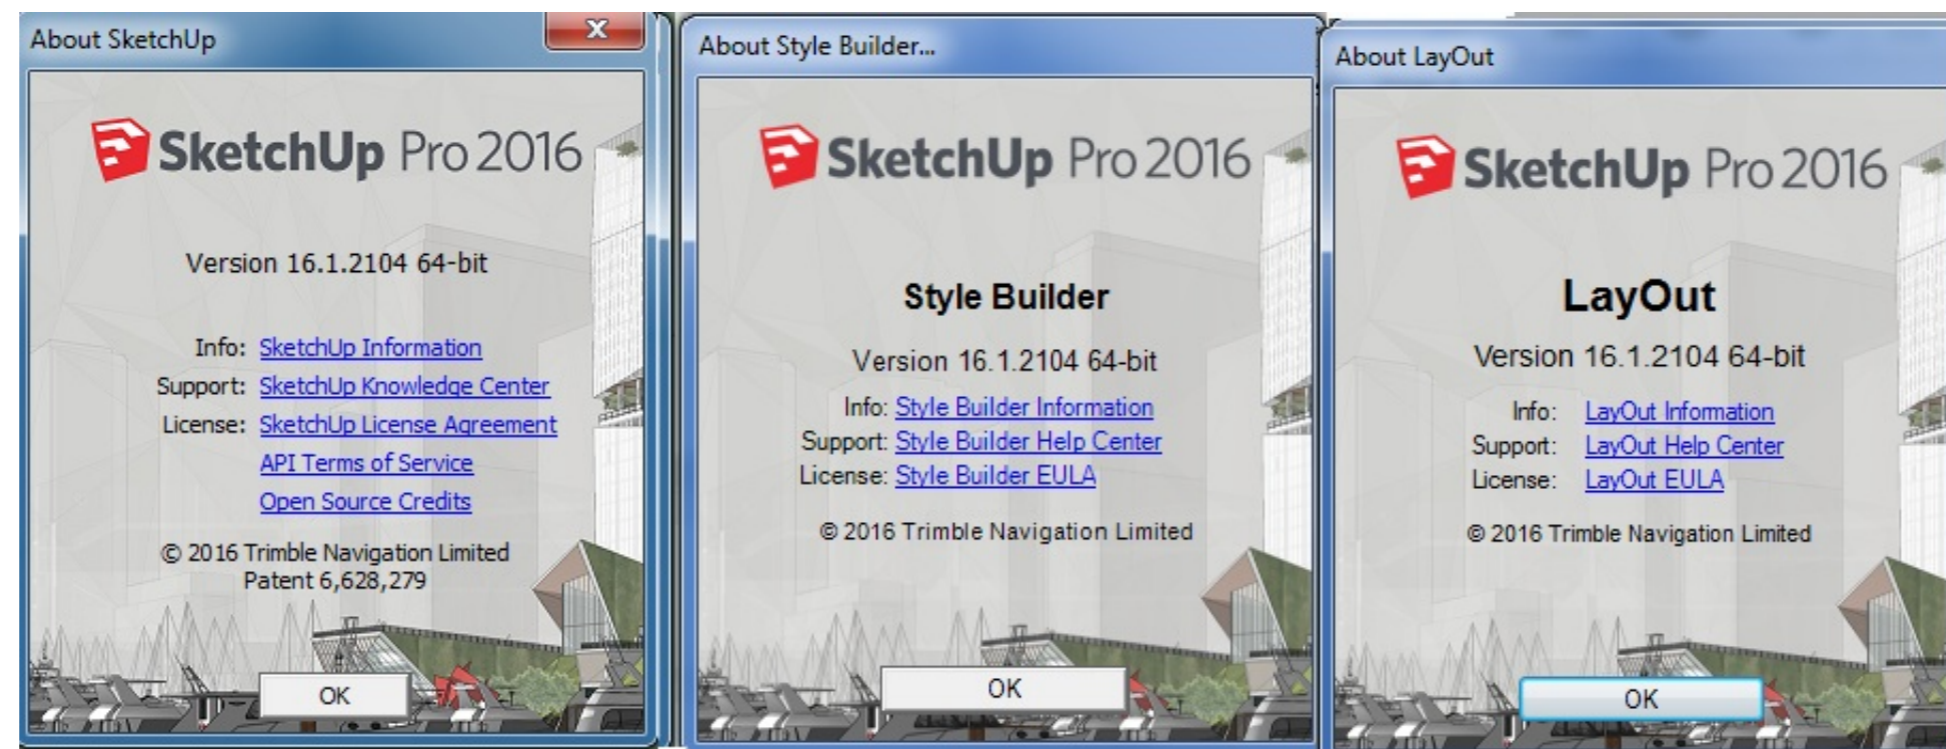 About SketchUp
SketchUp Pro 2016
Version 16.1.2104 64-bit
Info: SketchUp Information
Support: SketchUp Knowledge Center
License: SketchUp License Agreement
API Terms of Service
Open Source Credits
© 2016 Trimble Navigation Limited
Patent 6,628,279
OK
About Style Builder...
SketchUp Pro 2016
Style Builder
Version 16.1.2104 64-bit
Info: Style Builder Information
Support: Style Builder Help Center
License: Style Builder EULA
© 2016 Trimble Navigation Limited
OK
About LayOut
SketchUp Pro 2016
LayOut
Version 16.1.2104 64-bit
Info: LayOut Information
Support: LayOut Help Center
License: LayOut EULA
© 2016 Trimble Navigation Limited
OK